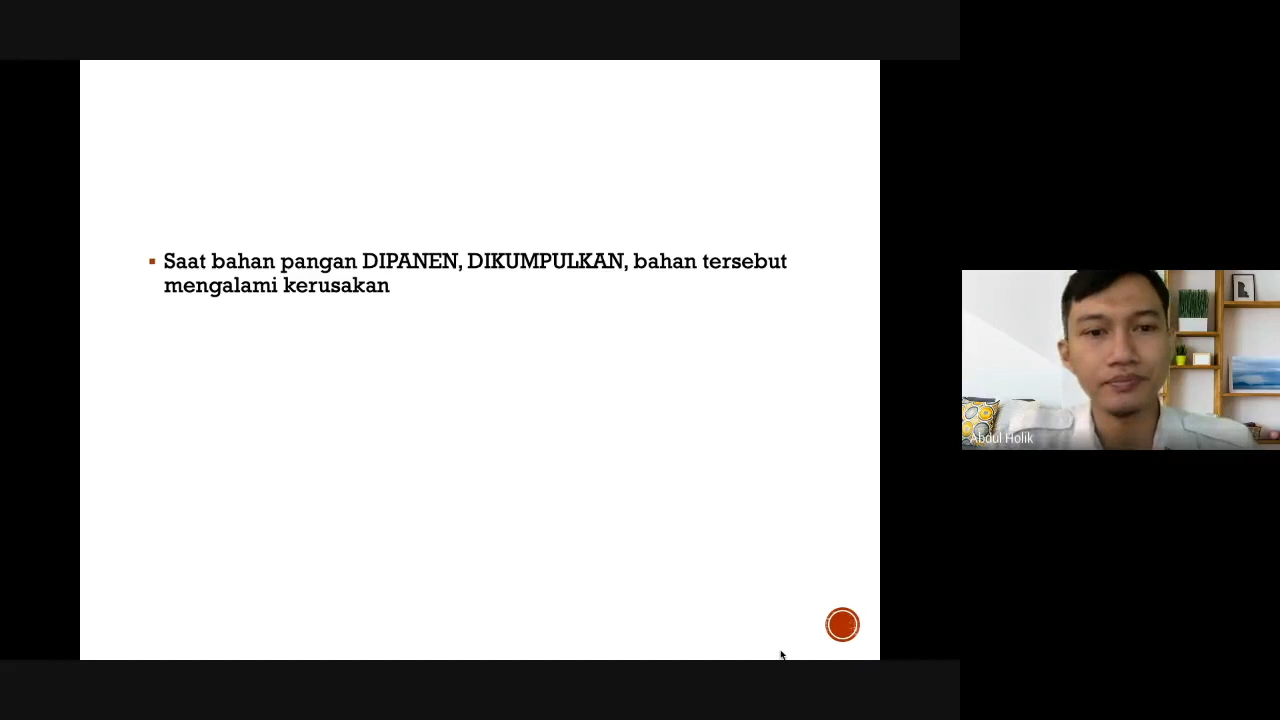 Saat bahan pangan DIPANEN, DIKUMPULKAN, bahan tersebut
mengalami kerusakan
Abdul Holik